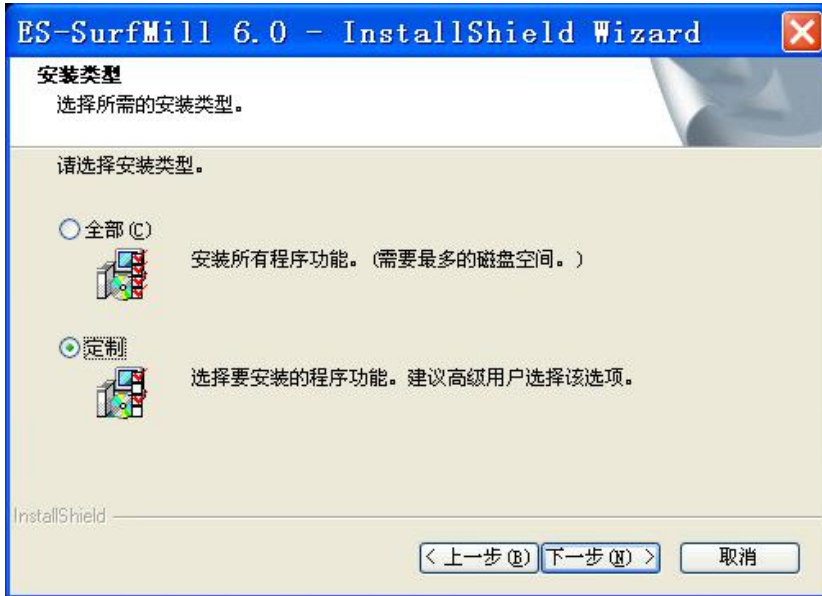 ES-SurfMill 6.0 - InstallShield Wizard
安装类型
选择所需的安装类型。
请选择安装类型。
全部(C)
安装所有程序功能。(需要最多的磁盘空间。)
定制
选择要安装的程序功能。建议高级用户选择该选项。
InstallShield
< 上一步(B) 下一步(N) > 取消